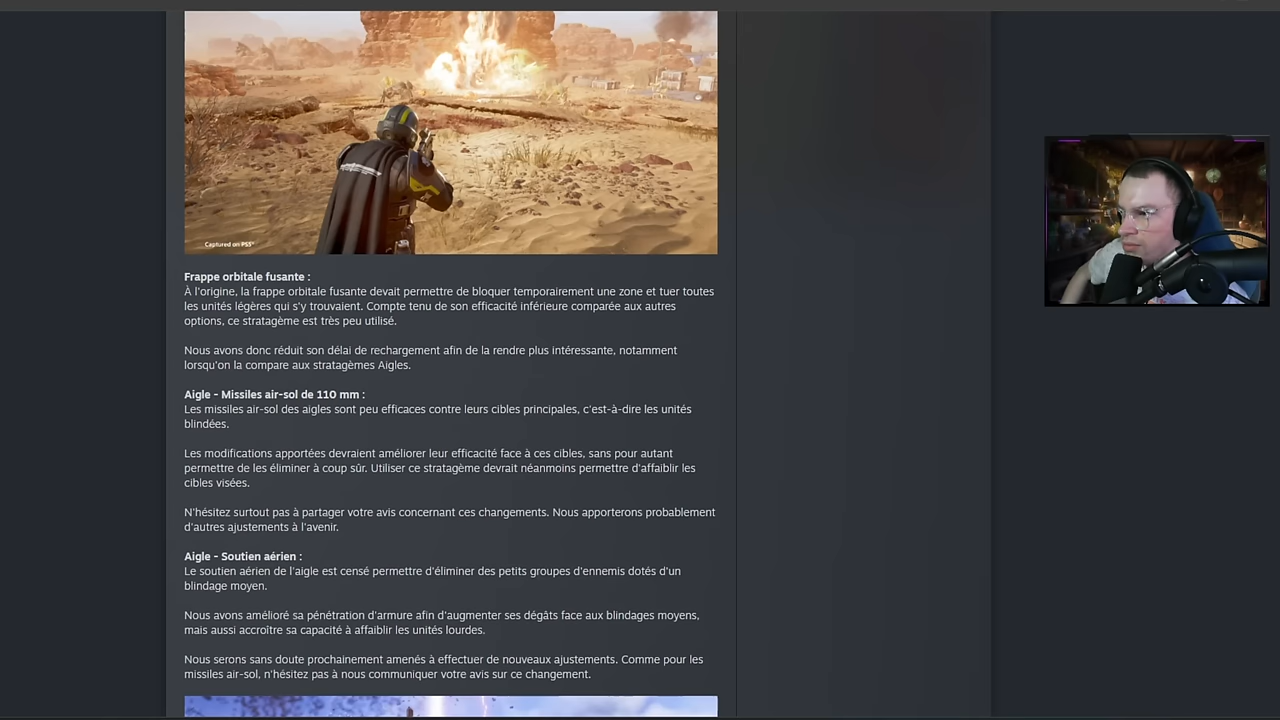 Captured on PS5
Frappe orbitale fusante :
À l'origine, la frappe orbitale fusante devait permettre de bloquer temporairement une zone et tuer toutes
les unités légères qui s'y trouvaient. Compte tenu de son efficacité inférieure comparée aux autres
options, ce stratagème est très peu utilisé.
Nous avons donc réduit son délai de rechargement afin de la rendre plus intéressante, notamment
lorsqu'on la compare aux stratagèmes Aigles.
Aigle - Missiles air-sol de 110 mm :
Les missiles air-sol des aigles sont peu efficaces contre leurs cibles principales, c'est-à-dire les unités
blindées.
Les modifications apportées devraient améliorer leur efficacité face à ces cibles, sans pour autant
permettre de les éliminer à coup sûr. Utiliser ce stratagème devrait néanmoins permettre d'affaiblir les
cibles visées.
N'hésitez surtout pas à partager votre avis concernant ces changements. Nous apporterons probablement
d'autres ajustements à l'avenir.
Aigle - Soutien aérien :
Le soutien aérien de l'aigle est censé permettre d'éliminer des petits groupes d'ennemis dotés d'un
blindage moyen.
Nous avons amélioré sa pénétration d'armure afin d'augmenter ses dégâts face aux blindages moyens,
mais aussi accroître sa capacité à affaiblir les unités lourdes.
Nous serons sans doute prochainement amenés à effectuer de nouveaux ajustements. Comme pour les
missiles air-sol, n'hésitez pas à nous communiquer votre avis sur ce changement.